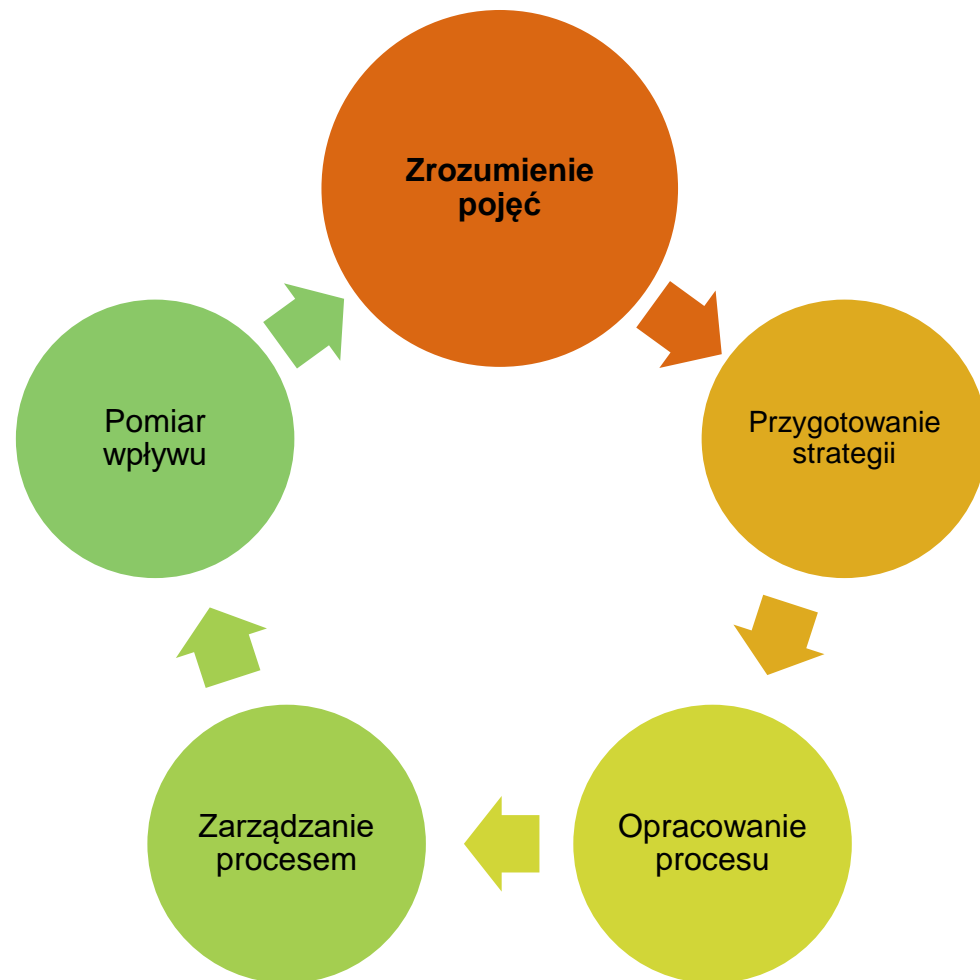 Zrozumienie
pojęć
Przygotowanie
strategii
Opracowanie
procesu
Zarządzanie
procesem
Pomiar
wpływu